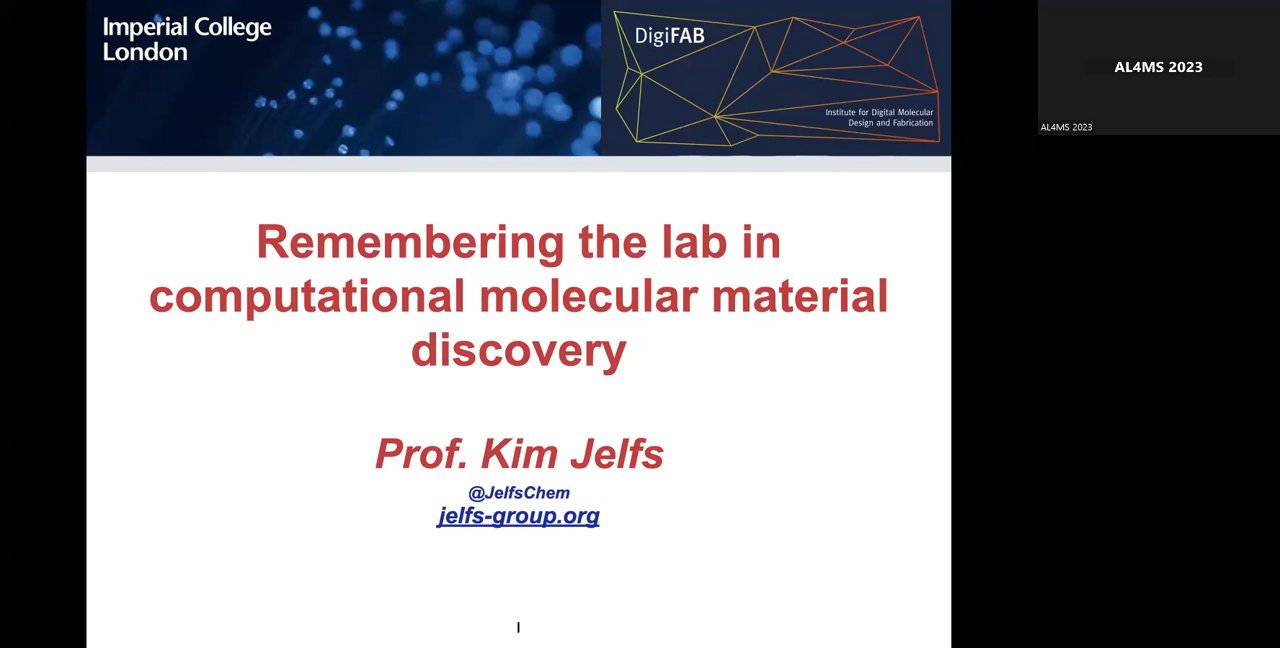 Imperial College
London
DigiFAB
Institute for Digital Molecular
Design and Fabrication
AL4MS 2023
AL4MS 2023
Remembering the lab in
computational molecular material
discovery
Prof. Kim Jelfs
@JelfsChem
jelfs-group.org
I